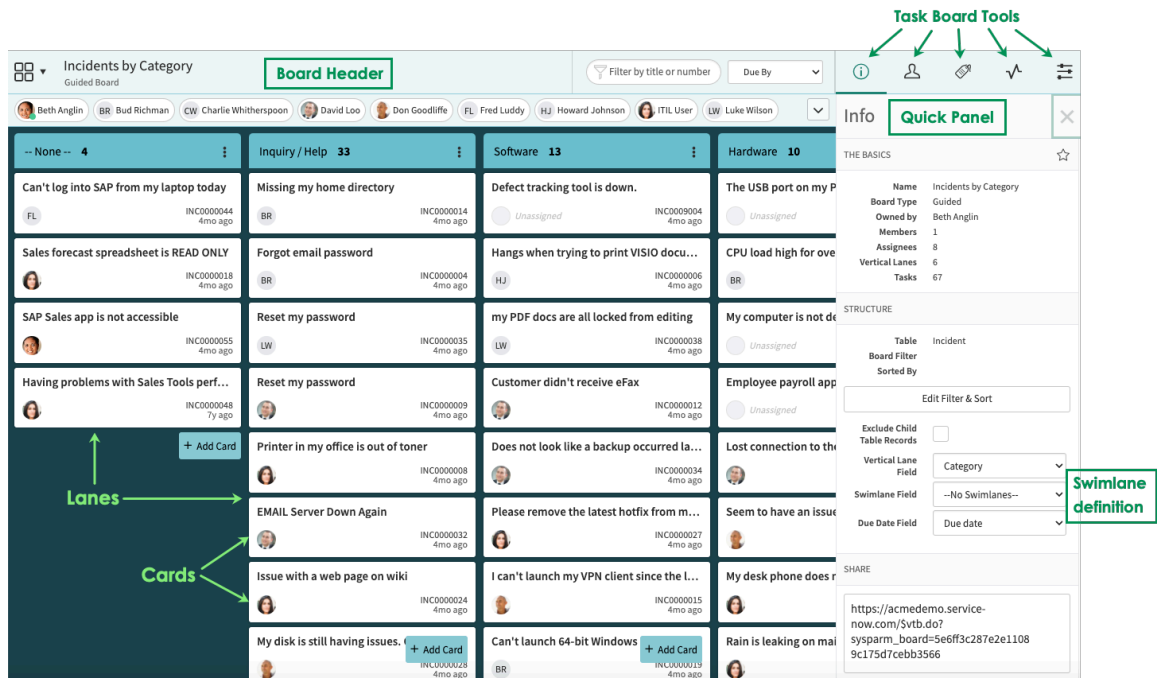 Task Board Tools
Incidents by Category
Guided Board
Board Header
Filter by title or number
Due By
Beth Anglin
BR Bud Richman
CW Charlie Whitherspoon
David Loo
Don Goodliffe
FL Fred Luddy
HJ Howard Johnson
ITIL User
LW Luke Wilson
Info
Quick Panel
-- None -- 4
Inquiry / Help 33
Software 13
Hardware 10
Can't log into SAP from my laptop today
FL
INC0000044
4mo ago
Sales forecast spreadsheet is READ ONLY
INC0000018
4mo ago
SAP Sales app is not accessible
INC0000055
4mo ago
Having problems with Sales Tools perf...
INC0000048
7y ago
+ Add Card
Lanes
Cards
Missing my home directory
BR
INC0000014
4mo ago
Forgot email password
BR
INC0000004
4mo ago
Reset my password
LW
INC0000035
4mo ago
Reset my password
INC0000009
4mo ago
Printer in my office is out of toner
INC0000008
4mo ago
EMAIL Server Down Again
INC0000032
4mo ago
Issue with a web page on wiki
INC0000024
4mo ago
My disk is still having issues.
+ Add Card
INC0000028
4mo ago
Defect tracking tool is down.
Unassigned
INC0009004
4mo ago
Hangs when trying to print VISIO docu...
HJ
INC0000006
4mo ago
my PDF docs are all locked from editing
LW
INC0000038
4mo ago
Customer didn't receive eFax
INC0000012
4mo ago
Does not look like a backup occurred la...
INC0000034
4mo ago
Please remove the latest hotfix from m...
INC0000027
4mo ago
I can't launch my VPN client since the l...
INC0000015
4mo ago
Can't launch 64-bit Windows
+ Add Card
BR
INC0000019
4mo ago
The USB port on my P
Unassigned
CPU load high for ove
BR
My computer is not de
Unassigned
Employee payroll app
Unassigned
Lost connection to the
Seem to have an issue
My desk phone does n
Rain is leaking on mai
THE BASICS
Name Incidents by Category
Board Type Guided
Owned by Beth Anglin
Members 1
Assignees 8
Vertical Lanes 6
Tasks 67
STRUCTURE
Table Incident
Board Filter
Sorted By
Edit Filter & Sort
Exclude Child
Table Records
Vertical Lane
Field
Category
Swimlane Field --No Swimlanes--
Due Date Field Due date
Swimlane
definition
SHARE
https://acmedemo.service-
now.com/$vtb.do?
sysparm_board=5e6ff3c287e2e1108
9c175d7cebb3566